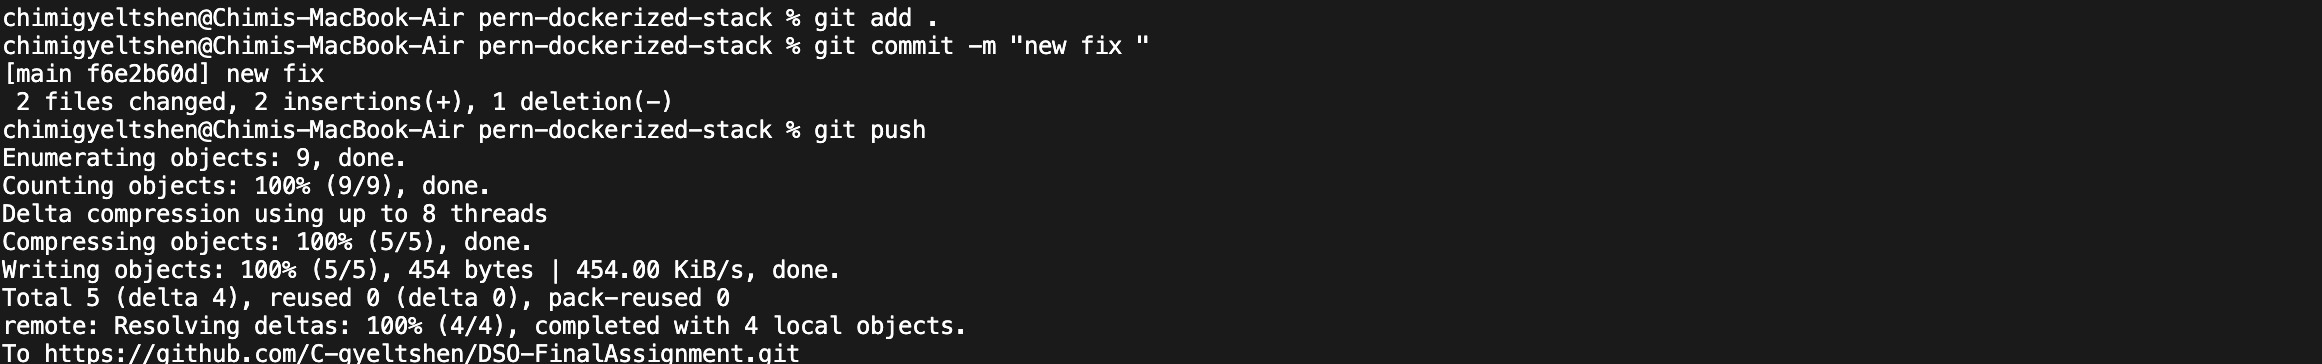 chimigyeltshen@Chimis-MacBook-Air pern-dockerized-stack % git add .
chimigyeltshen@Chimis-MacBook-Air pern-dockerized-stack % git commit -m "new fix "
[main f6e2b60d] new fix
 2 files changed, 2 insertions(+), 1 deletion(-)
chimigyeltshen@Chimis-MacBook-Air pern-dockerized-stack % git push
Enumerating objects: 9, done.
Counting objects: 100% (9/9), done.
Delta compression using up to 8 threads
Compressing objects: 100% (5/5), done.
Writing objects: 100% (5/5), 454 bytes | 454.00 KiB/s, done.
Total 5 (delta 4), reused 0 (delta 0), pack-reused 0
remote: Resolving deltas: 100% (4/4), completed with 4 local objects.
To https://github.com/C-gyeltshen/DSO-FinalAssignment.git